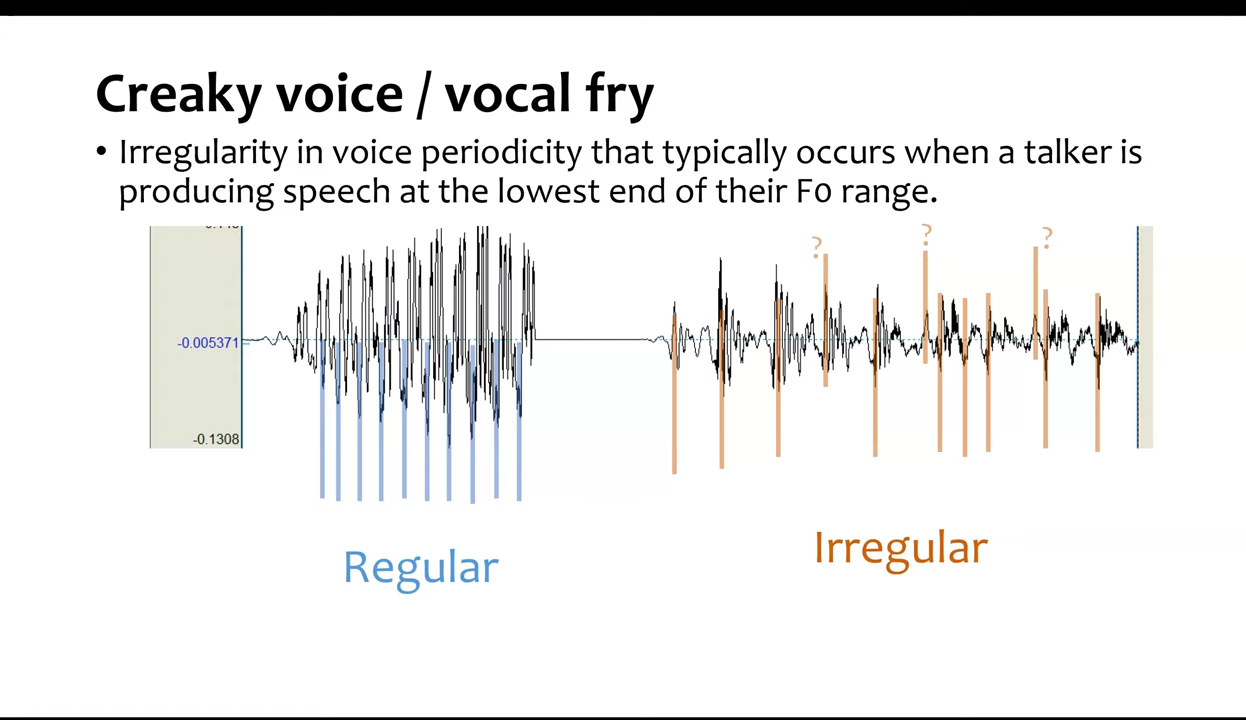 Creaky voice / vocal fry
• Irregularity in voice periodicity that typically occurs when a talker is
producing speech at the lowest end of their F0 range.
? ? ?
-0.005371
-0.1308
Irregular
Regular